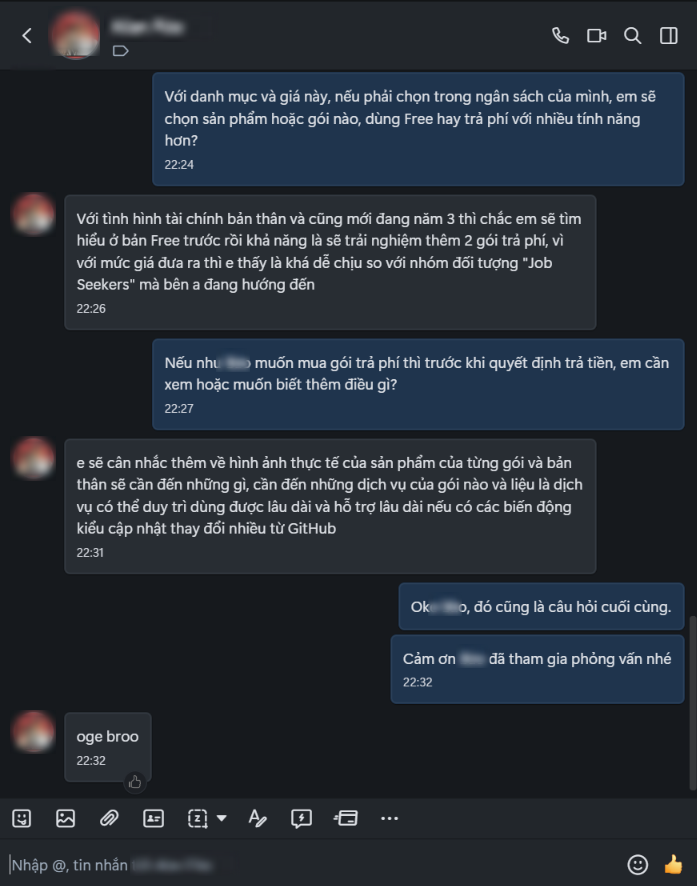 Với danh mục và giá này, nếu phải chọn trong ngân sách của mình, em sẽ
chọn sản phẩm hoặc gói nào, dùng Free hay trả phí với nhiều tính năng
hơn?
22:24
Với tình hình tài chính bản thân và cũng mới đang năm 3 thì chắc em sẽ tìm
hiểu ở bản Free trước rồi khả năng là sẽ trải nghiệm thêm 2 gói trả phí, vì
với mức giá đưa ra thì e thấy là khá dễ chịu so với nhóm đối tượng "Job
Seekers" mà bên a đang hướng đến
22:26
Nếu như muốn mua gói trả phí thì trước khi quyết định trả tiền, em cần
xem hoặc muốn biết thêm điều gì?
22:27
e sẽ cân nhắc thêm về hình ảnh thực tế của sản phẩm của từng gói và bản
thân sẽ cần đến những gì, cần đến những dịch vụ của gói nào và liệu là dịch
vụ có thể duy trì dùng được lâu dài và hỗ trợ lâu dài nếu có các biến động
kiểu cập nhật thay đổi nhiều từ GitHub
22:31
đó cũng là câu hỏi cuối cùng.
Cảm ơn đã tham gia phỏng vấn nhé
22:32
oge broo
22:32
Nhập @, tin nhắn